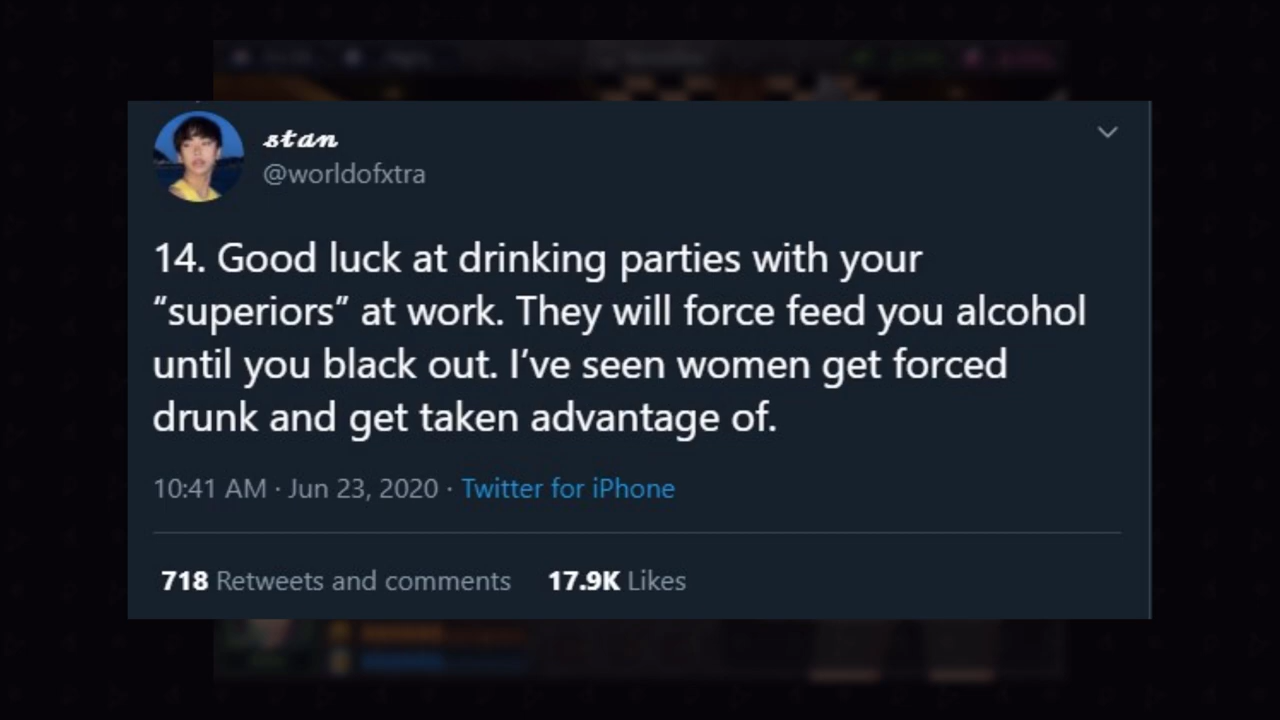 𝓼𝓽𝓪𝓷
@worldofxtra
14. Good luck at drinking parties with your
“superiors” at work. They will force feed you alcohol
until you black out. I’ve seen women get forced
drunk and get taken advantage of.
10:41 AM · Jun 23, 2020 · Twitter for iPhone
718 Retweets and comments 17.9K Likes